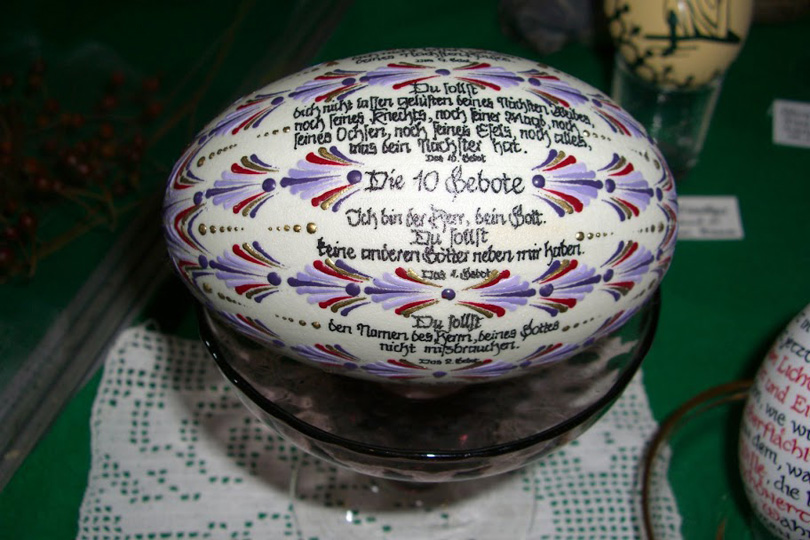 Das 9. Gebot
Du sollst
dich nicht lassen gelüsten deines Nächsten Weibes
noch seines Knechts, noch seiner Magd, noch
seines Ochsen, noch seines Esels, noch alles,
was dein Nächster hat.
Das 10. Gebot
Die 10 Gebote
Ich bin der Herr, dein Gott.
Du sollst
keine anderen Götter neben mir haben.
Das 1. Gebot
Du sollst
den Namen des Herrn, deines Gottes
nicht mißbrauchen.
Das 2. Gebot